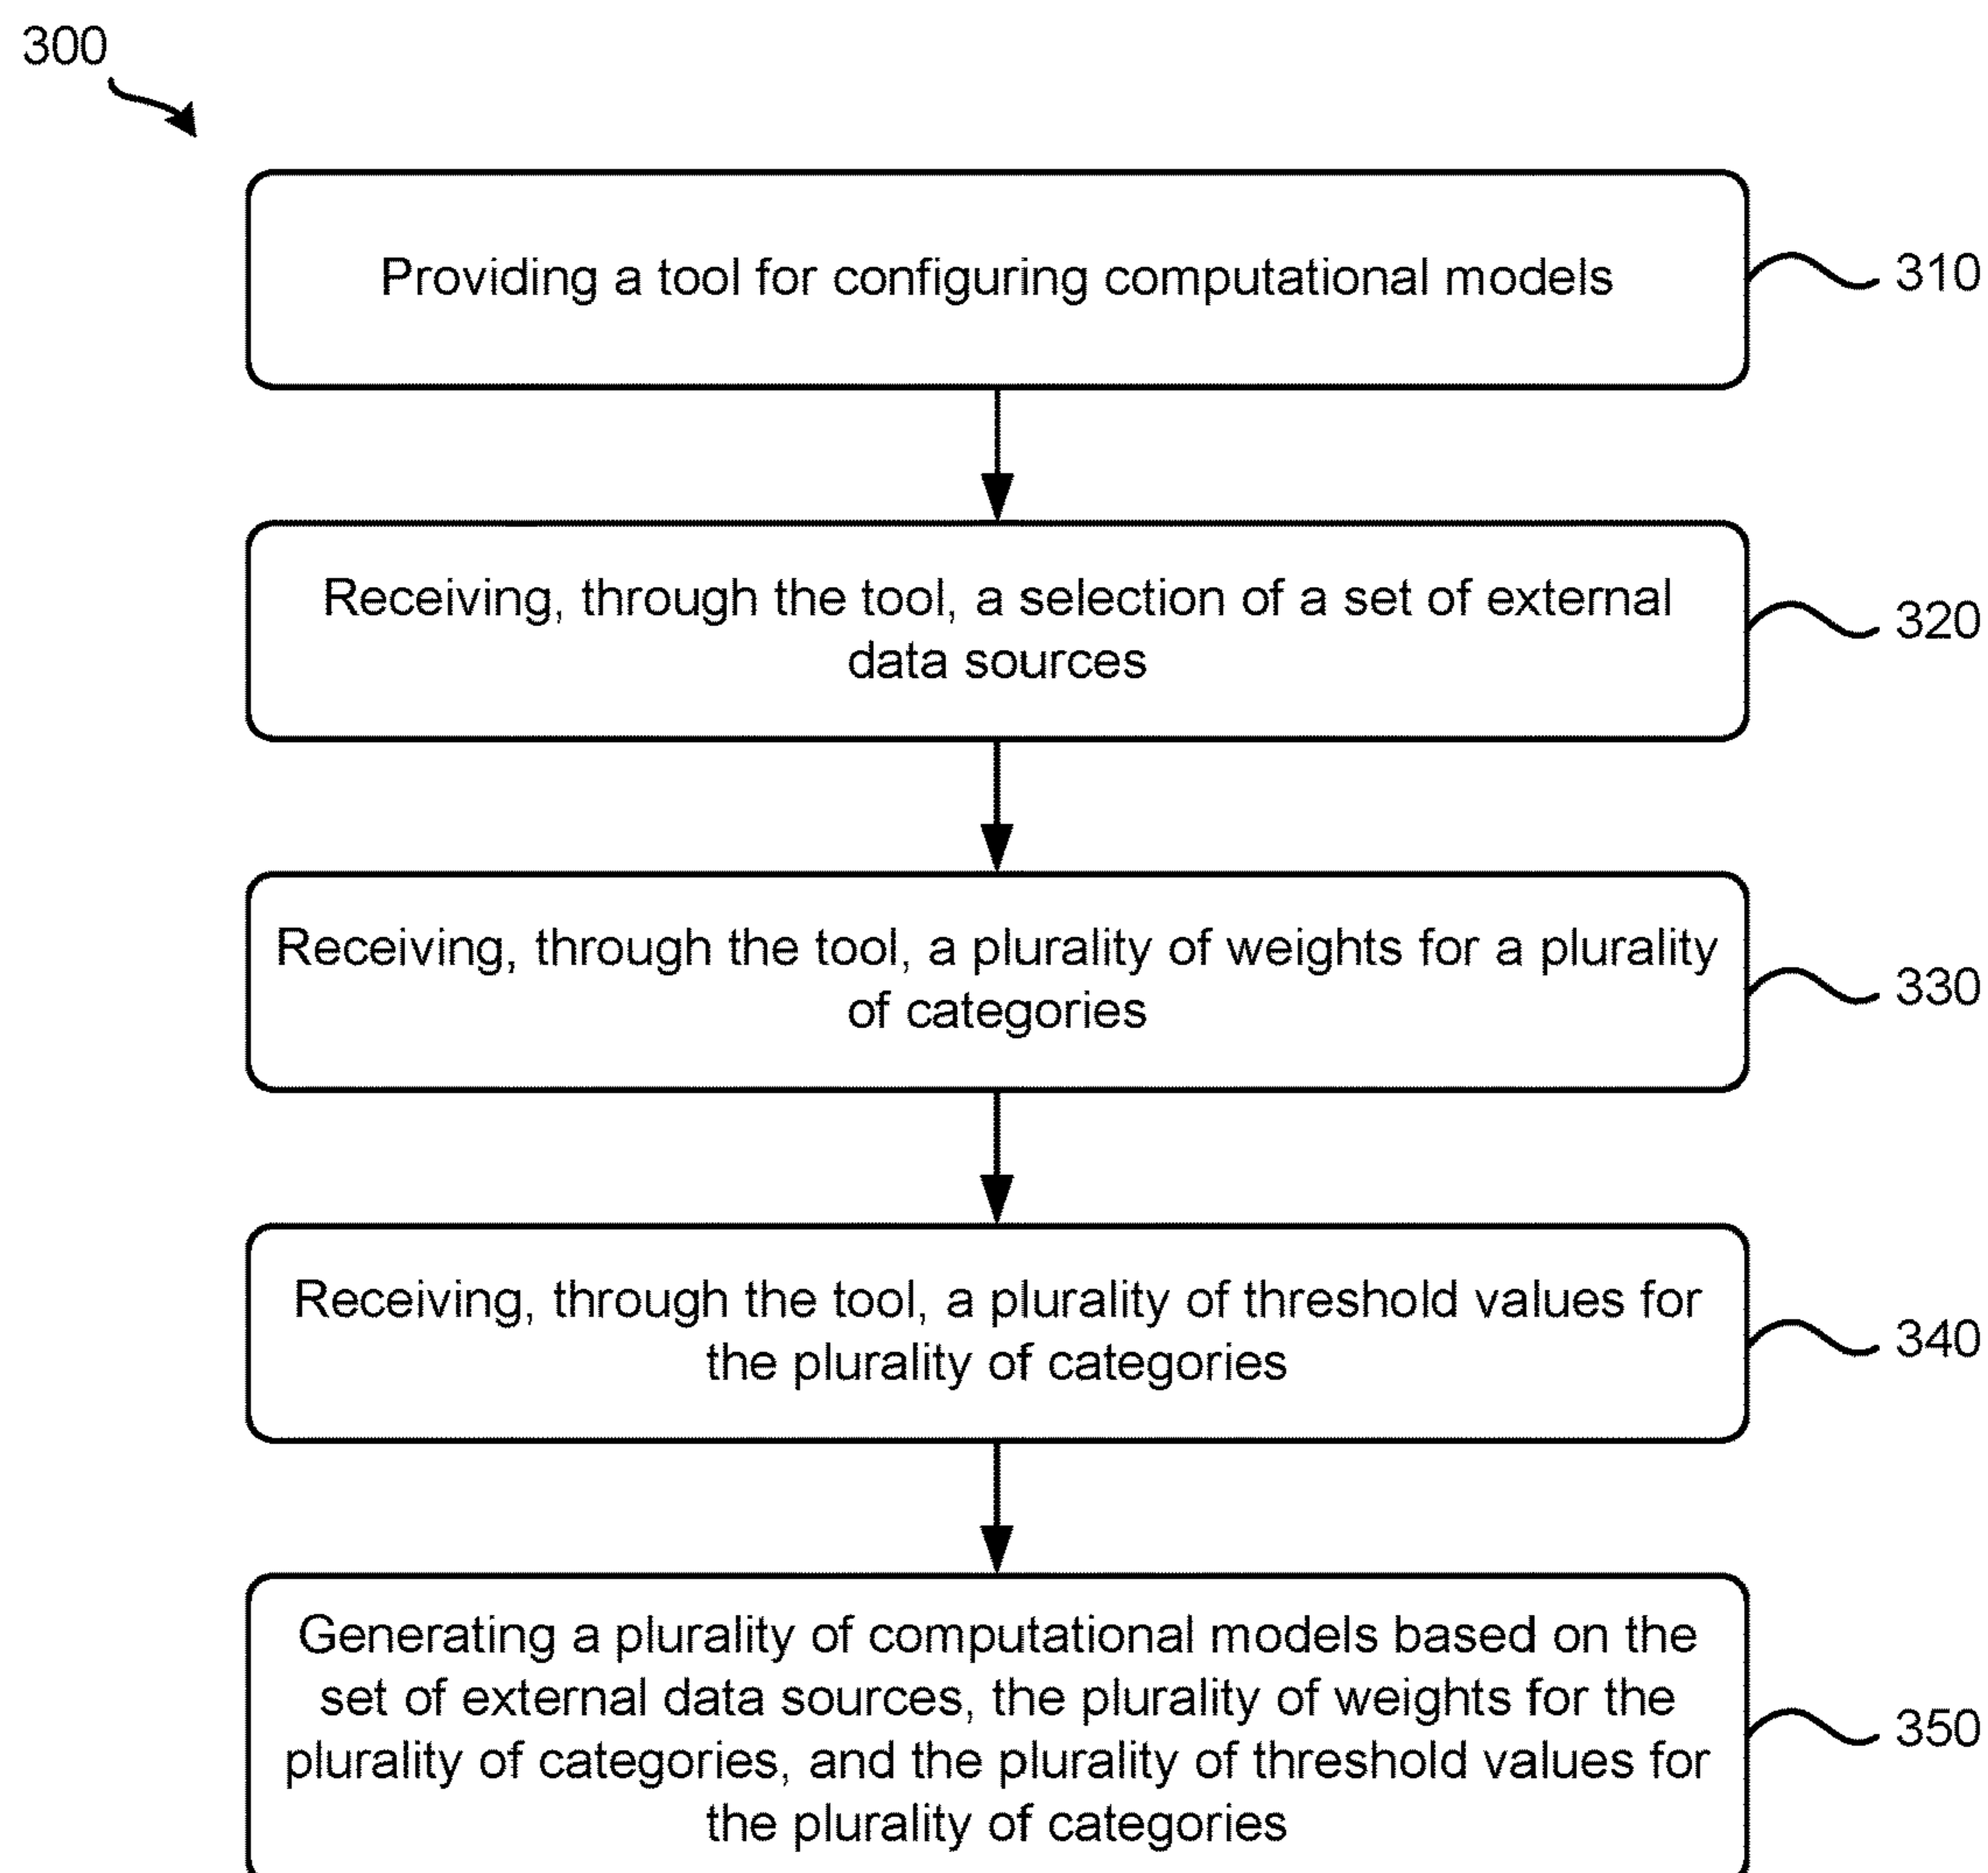 300
Providing a tool for configuring computational models
310
Receiving, through the tool, a selection of a set of external
data sources
320
Receiving, through the tool, a plurality of weights for a plurality
of categories
330
Receiving, through the tool, a plurality of threshold values for
the plurality of categories
340
Generating a plurality of computational models based on the
set of external data sources, the plurality of weights for the
plurality of categories, and the plurality of threshold values for
the plurality of categories
350